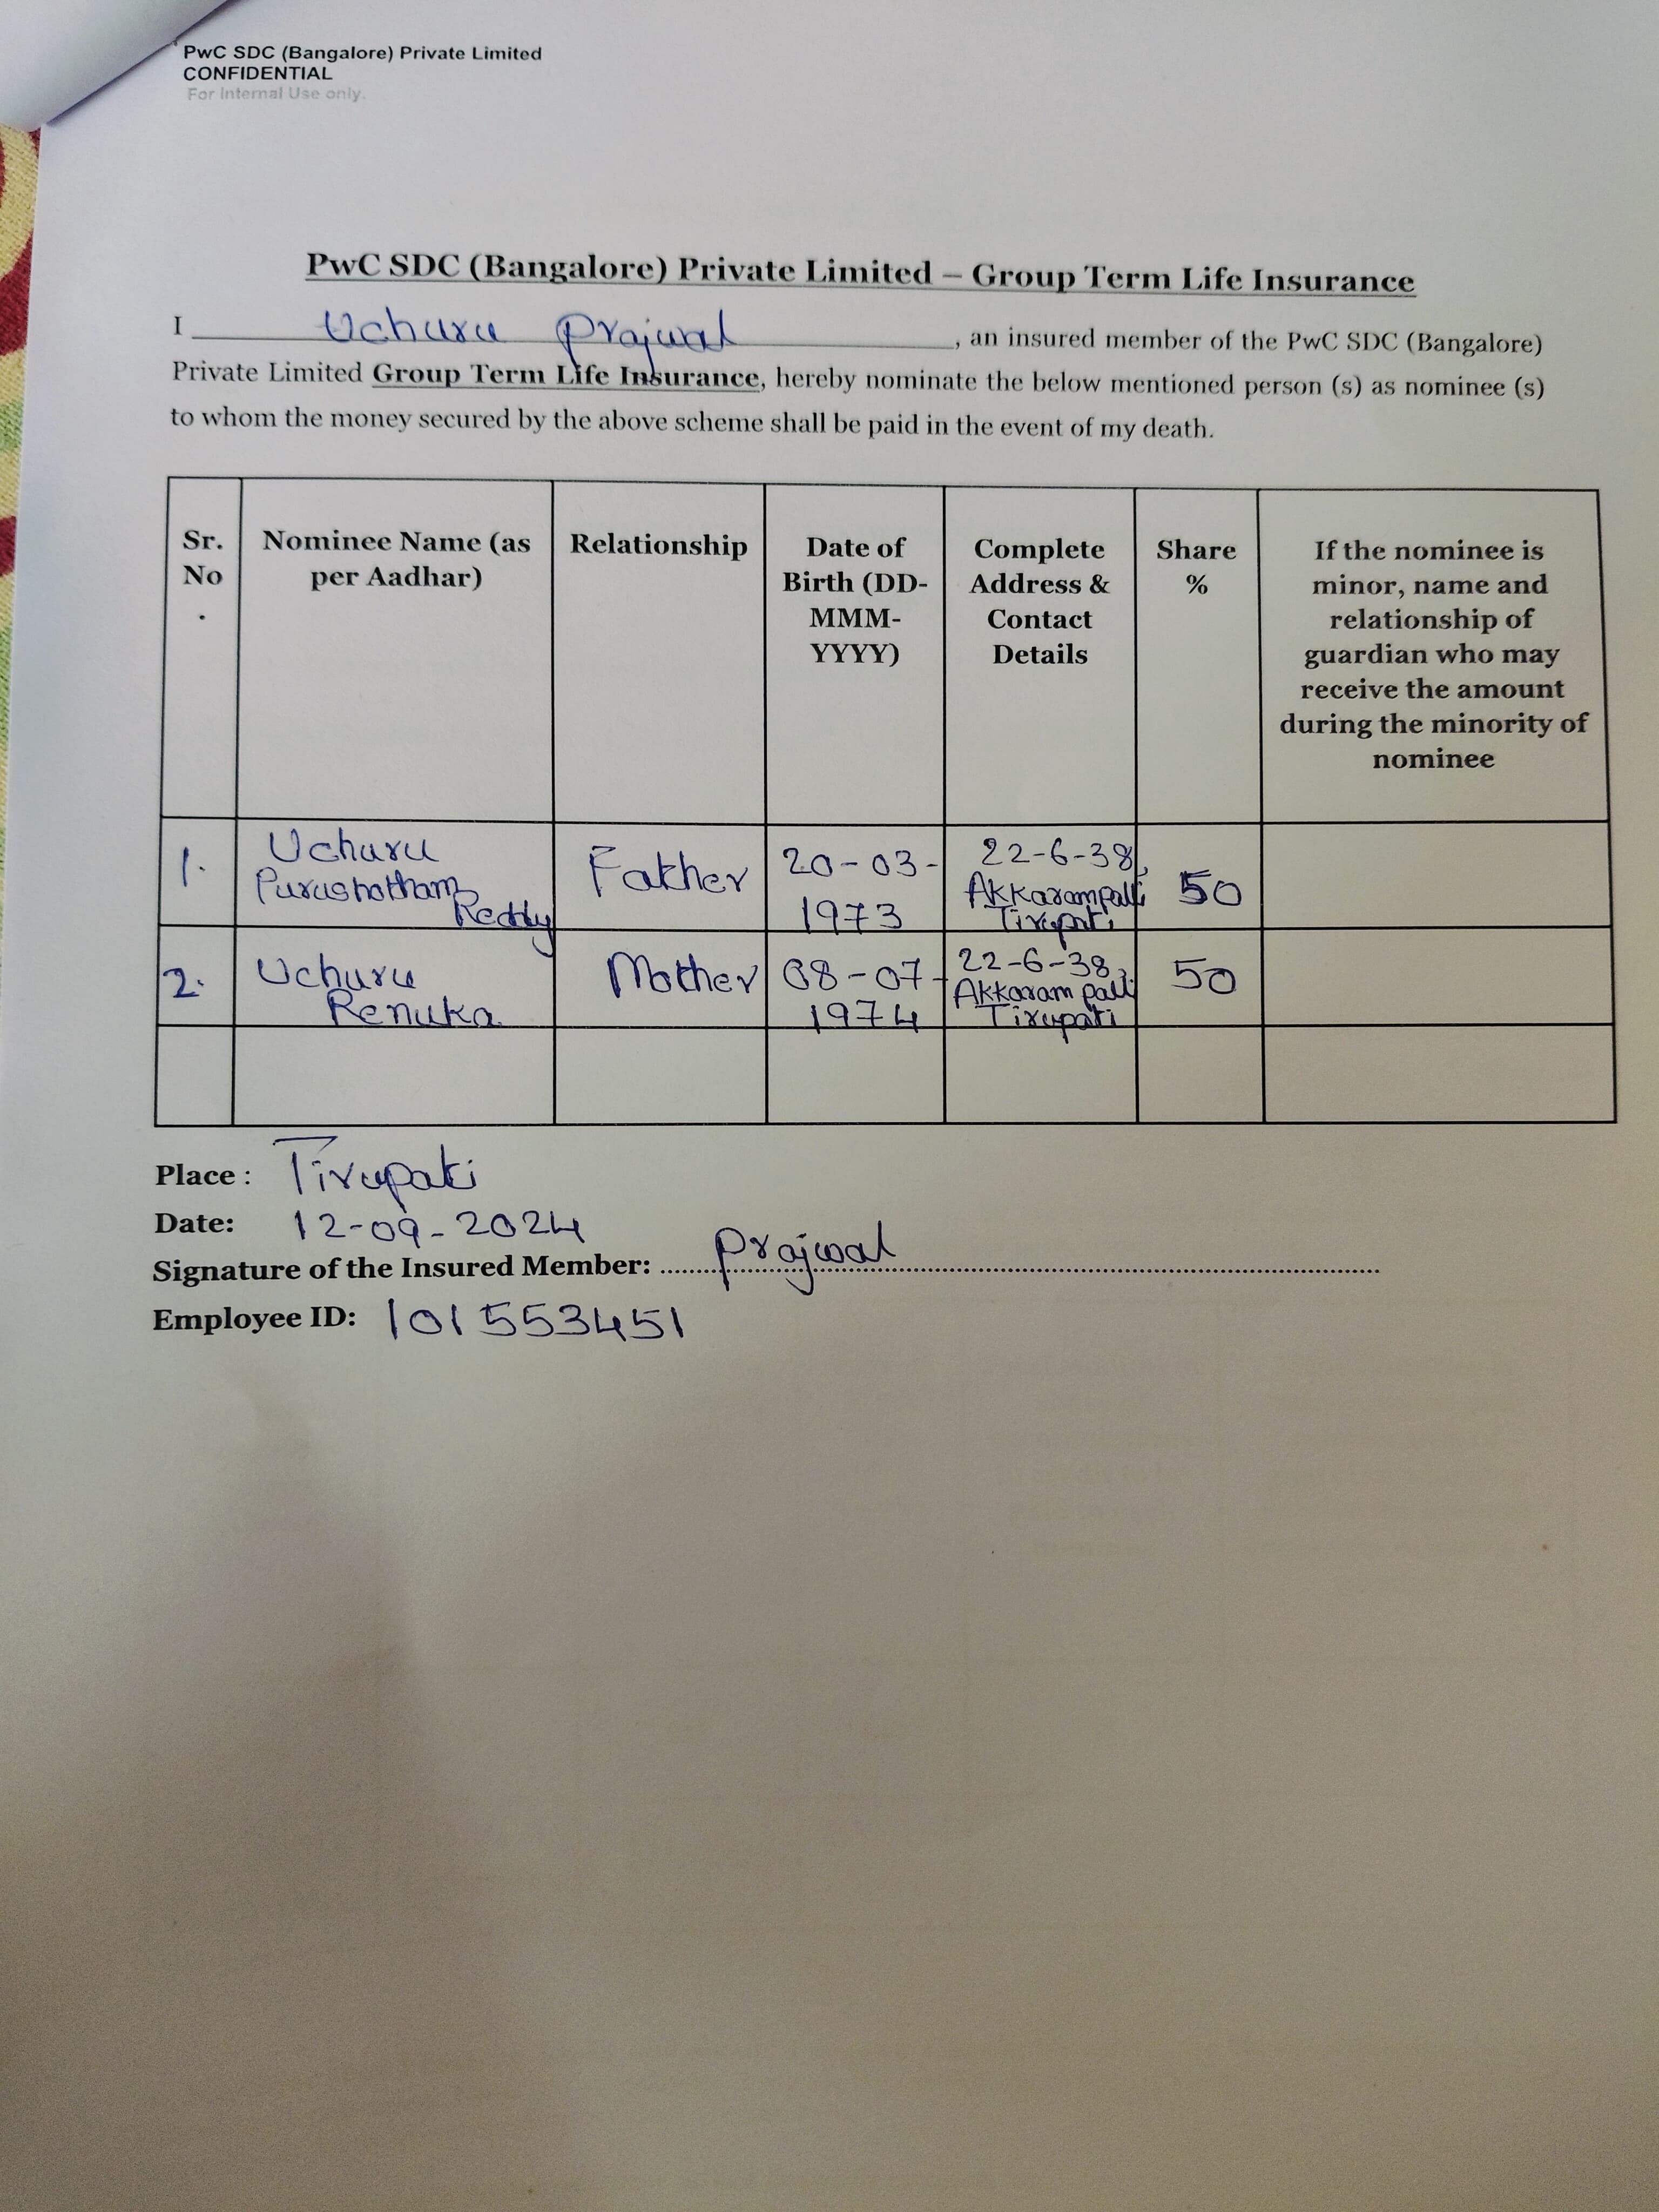 PwC SDC (Bangalore) Private Limited
CONFIDENTIAL
For Internal Use only.
PwC SDC (Bangalore) Private Limited – Group Term Life Insurance
I Uchuru Prajwal, an insured member of the PwC SDC (Bangalore)
Private Limited Group Term Life Insurance, hereby nominate the below mentioned person (s) as nominee (s)
to whom the money secured by the above scheme shall be paid in the event of my death.
Sr.
No
.
Nominee Name (as
per Aadhar)
Relationship
Date of
Birth (DD-
MMM-
YYYY)
Complete
Address &
Contact
Details
Share
%
If the nominee is
minor, name and
relationship of
guardian who may
receive the amount
during the minority of
nominee
1.
Uchuru
Purushotham
Reddy
Father
20-03-
1973
22-6-38,
Akkarampalli
Tirupati
50
2.
Uchuru
Renuka
Mother
08-07-
1974
22-6-38,
Akkarampalli
Tirupati
50
Place : Tirupati
Date: 12-09-2024
Signature of the Insured Member: Prajwal
Employee ID: 1015553451